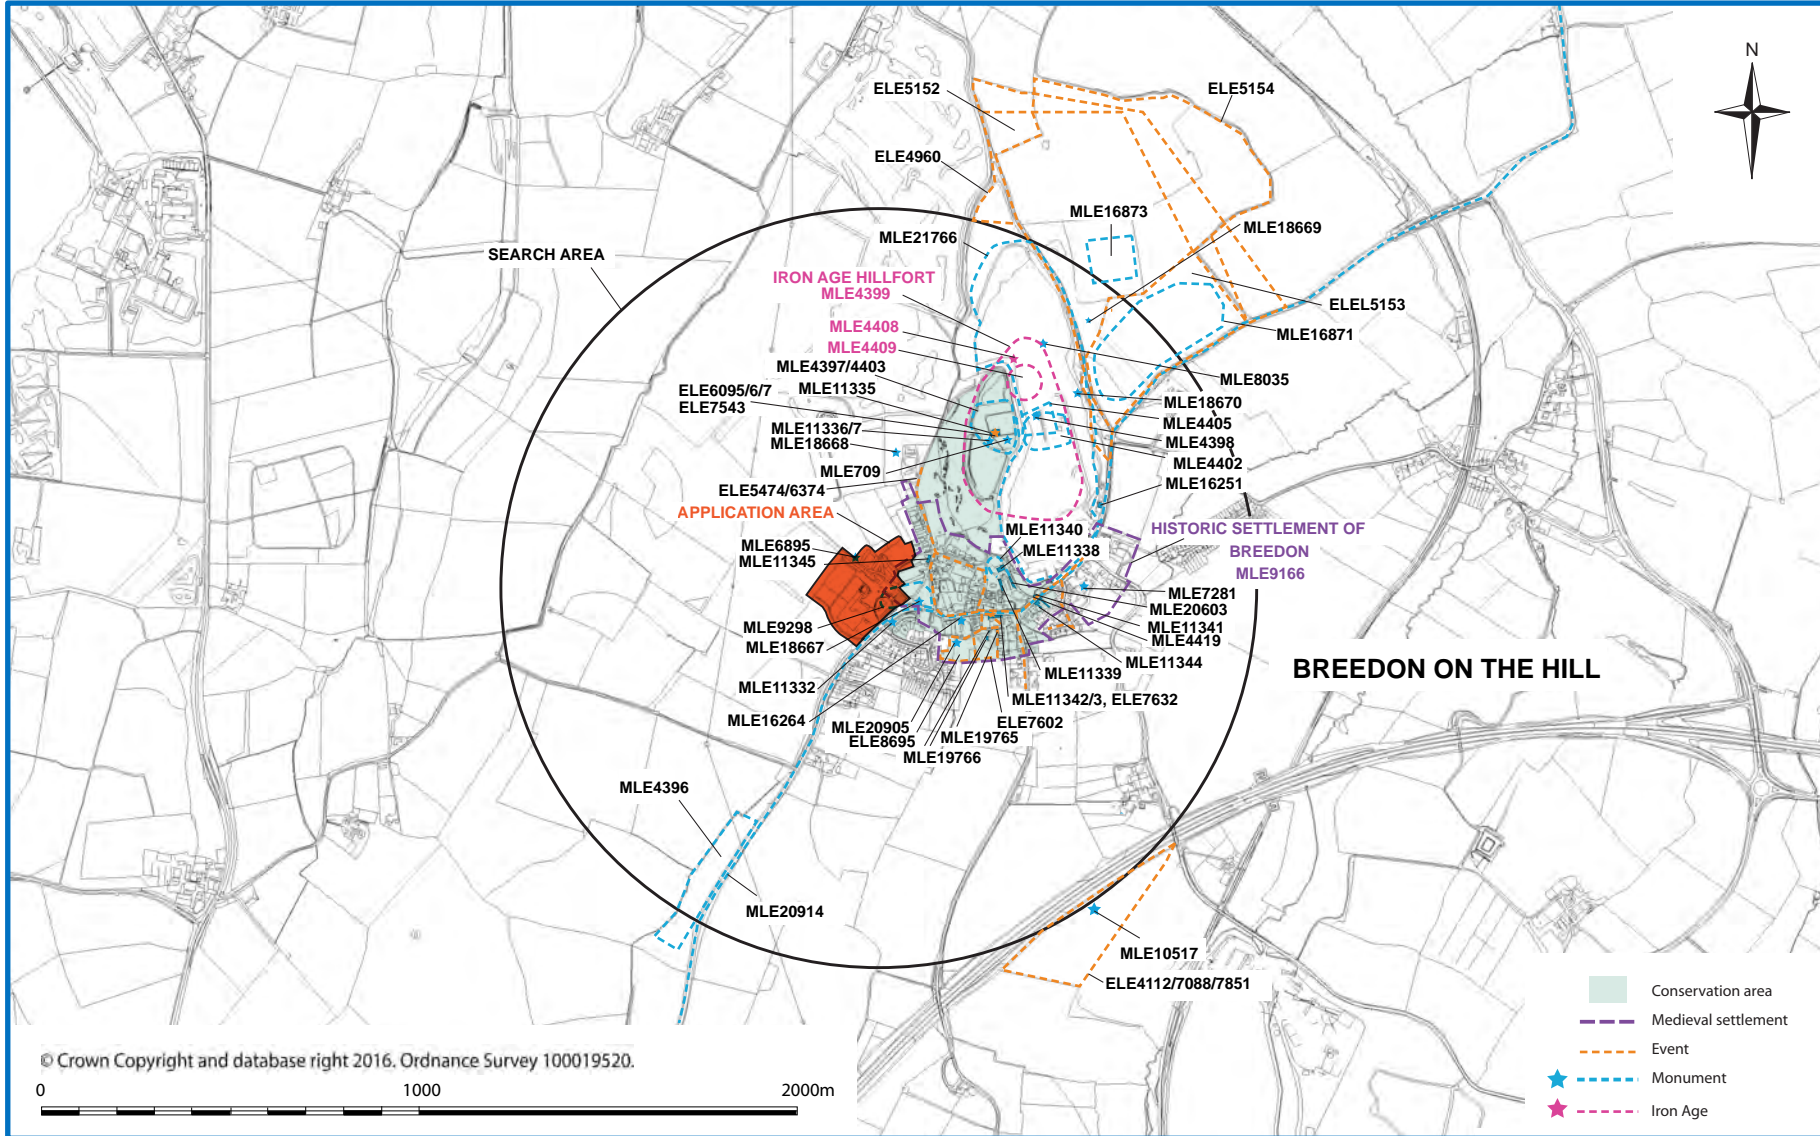 N
ELE5152
ELE5154
ELE4960
MLE16873
MLE18669
MLE21766
SEARCH AREA
IRON AGE HILLFORT
MLE4399
ELEL5153
MLE16871
MLE4408
MLE4409
MLE4397/4403
MLE8035
ELE6095/6/7
MLE11335
ELE7543
MLE18670
MLE4405
MLE11336/7
MLE18668
MLE4398
MLE709
MLE4402
ELE5474/6374
MLE16251
APPLICATION AREA
MLE11340
HISTORIC SETTLEMENT OF
BREEDON
MLE9166
MLE6895
MLE11345
MLE11338
MLE7281
MLE20603
MLE11341
MLE4419
MLE9298
MLE18667
MLE11344
MLE11339
BREEDON ON THE HILL
MLE11332
MLE11342/3, ELE7632
MLE16264
MLE20905
ELE7602
ELE8695
MLE19765
MLE19766
MLE4396
MLE20914
MLE10517
ELE4112/7088/7851
Conservation area
Medieval settlement
Event
Monument
Iron Age
© Crown Copyright and database right 2016. Ordnance Survey 100019520.
0 1000 2000m